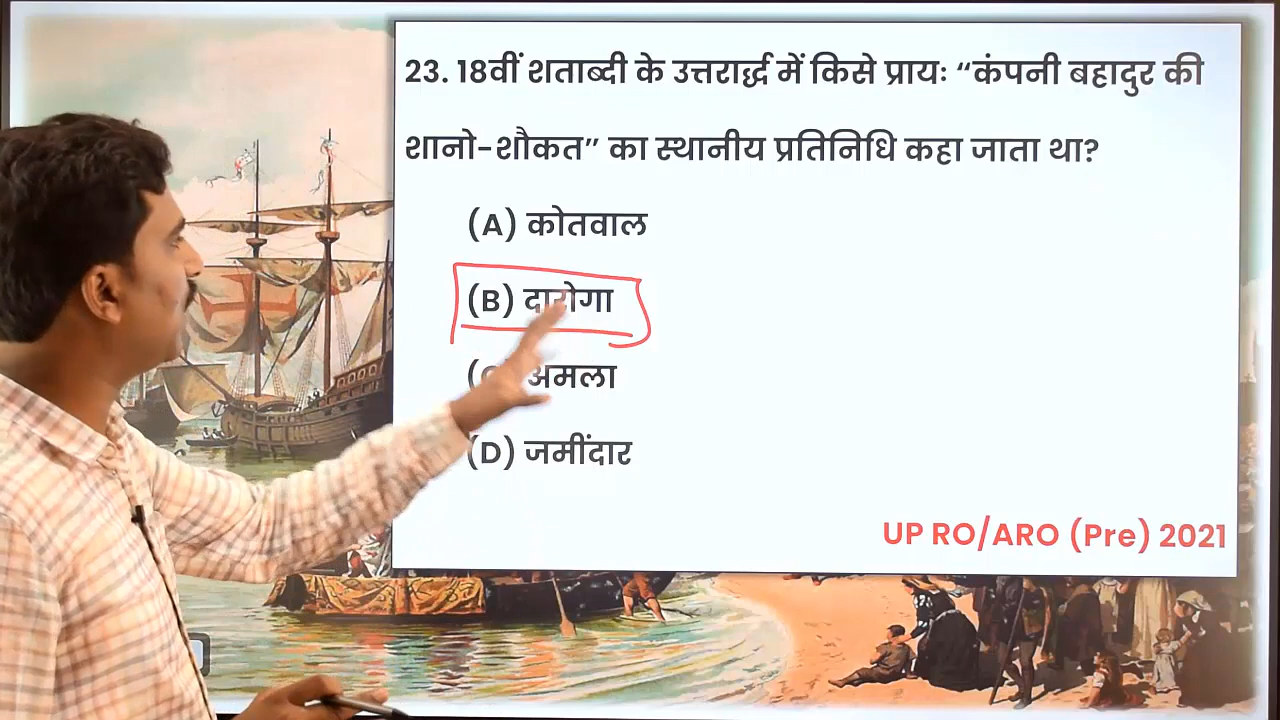 23. 18वीं शताब्दी के उत्तरार्द्ध में किसे प्रायः “कंपनी बहादुर की
शानो-शौकत” का स्थानीय प्रतिनिधि कहा जाता था?
(A) कोतवाल
(B) दारोगा
अमला
(D) जमींदार
UP RO/ARO (Pre) 2021